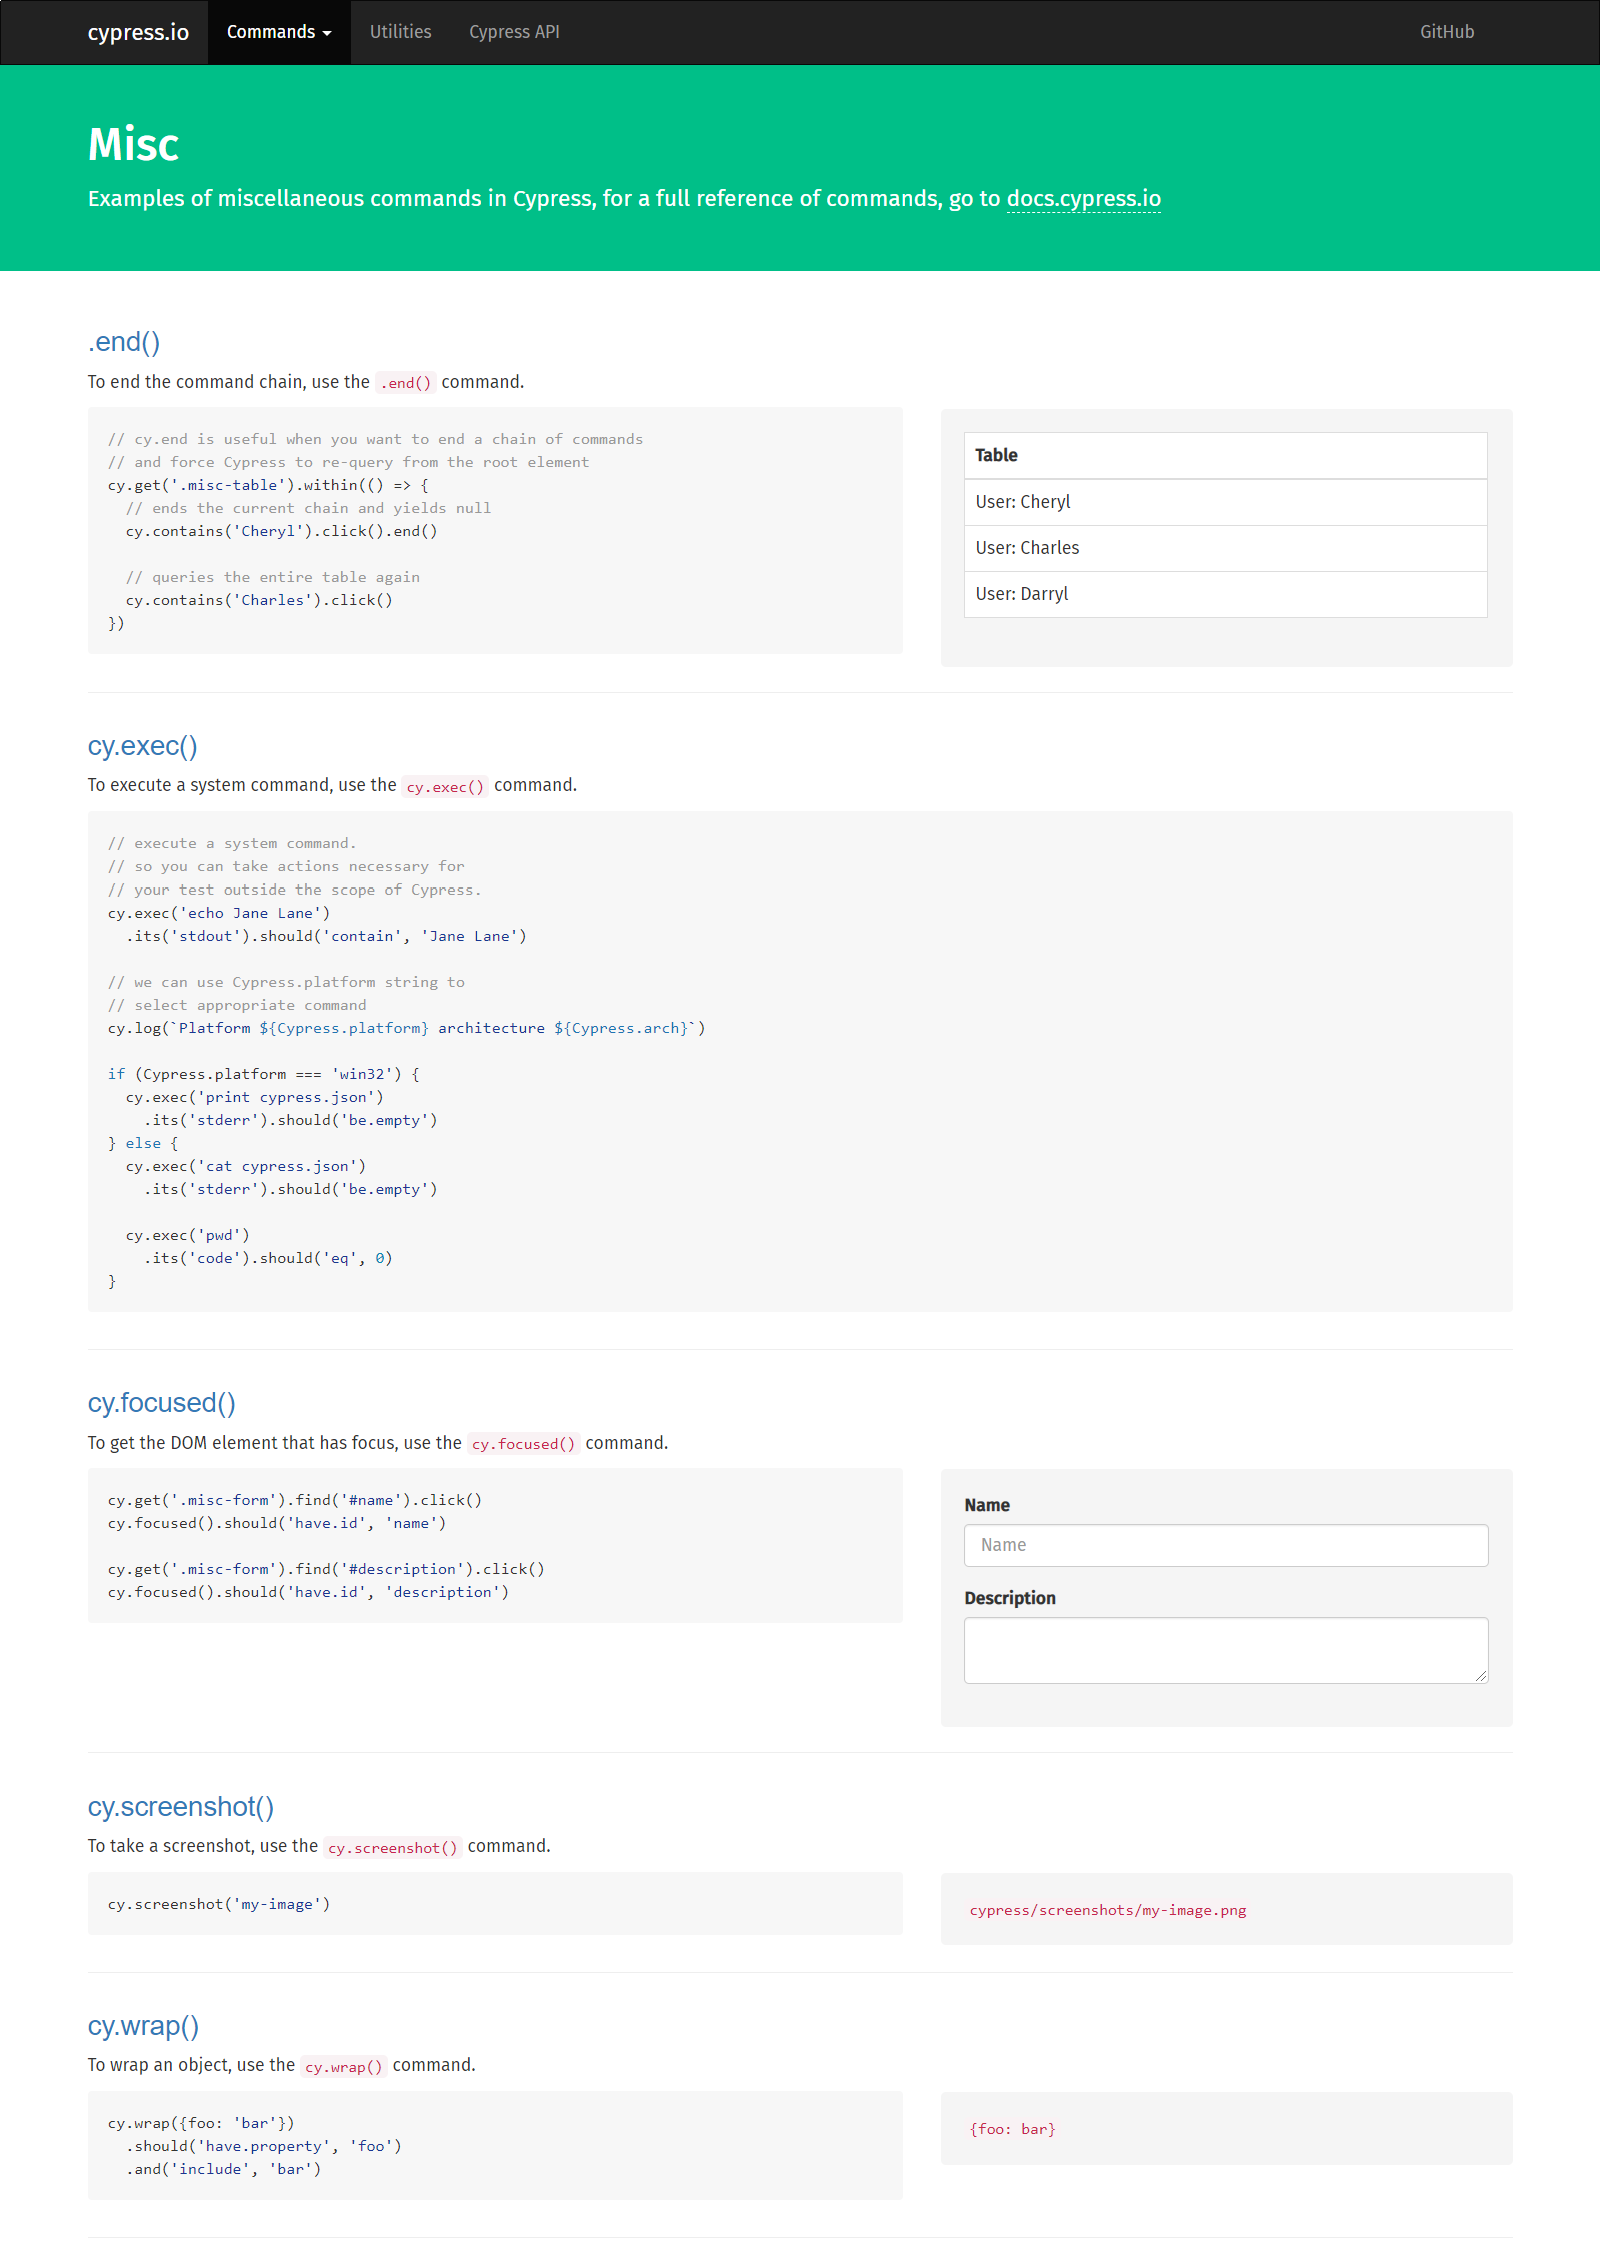 cypress.io Commands Utilities Cypress API GitHub
Misc
Examples of miscellaneous commands in Cypress, for a full reference of commands, go to docs.cypress.io
.end()
To end the command chain, use the .end() command.
// cy.end is useful when you want to end a chain of commands
// and force Cypress to re-query from the root element
cy.get('.misc-table').within(() => {
  // ends the current chain and yields null
  cy.contains('Cheryl').click().end()
  // queries the entire table again
  cy.contains('Charles').click()
})
Table
User: Cheryl
User: Charles
User: Darryl
cy.exec()
To execute a system command, use the cy.exec() command.
// execute a system command.
// so you can take actions necessary for
// your test outside the scope of Cypress.
cy.exec('echo Jane Lane')
  .its('stdout').should('contain', 'Jane Lane')
// we can use Cypress.platform string to
// select appropriate command
cy.log(`Platform ${Cypress.platform} architecture ${Cypress.arch}`)
if (Cypress.platform === 'win32') {
  cy.exec('print cypress.json')
    .its('stderr').should('be.empty')
} else {
  cy.exec('cat cypress.json')
    .its('stderr').should('be.empty')
  cy.exec('pwd')
    .its('code').should('eq', 0)
}
cy.focused()
To get the DOM element that has focus, use the cy.focused() command.
cy.get('.misc-form').find('#name').click()
cy.focused().should('have.id', 'name')
cy.get('.misc-form').find('#description').click()
cy.focused().should('have.id', 'description')
Name
Name
Description
cy.screenshot()
To take a screenshot, use the cy.screenshot() command.
cy.screenshot('my-image')
cypress/screenshots/my-image.png
cy.wrap()
To wrap an object, use the cy.wrap() command.
cy.wrap({foo: 'bar'})
  .should('have.property', 'foo')
  .and('include', 'bar')
{foo: bar}